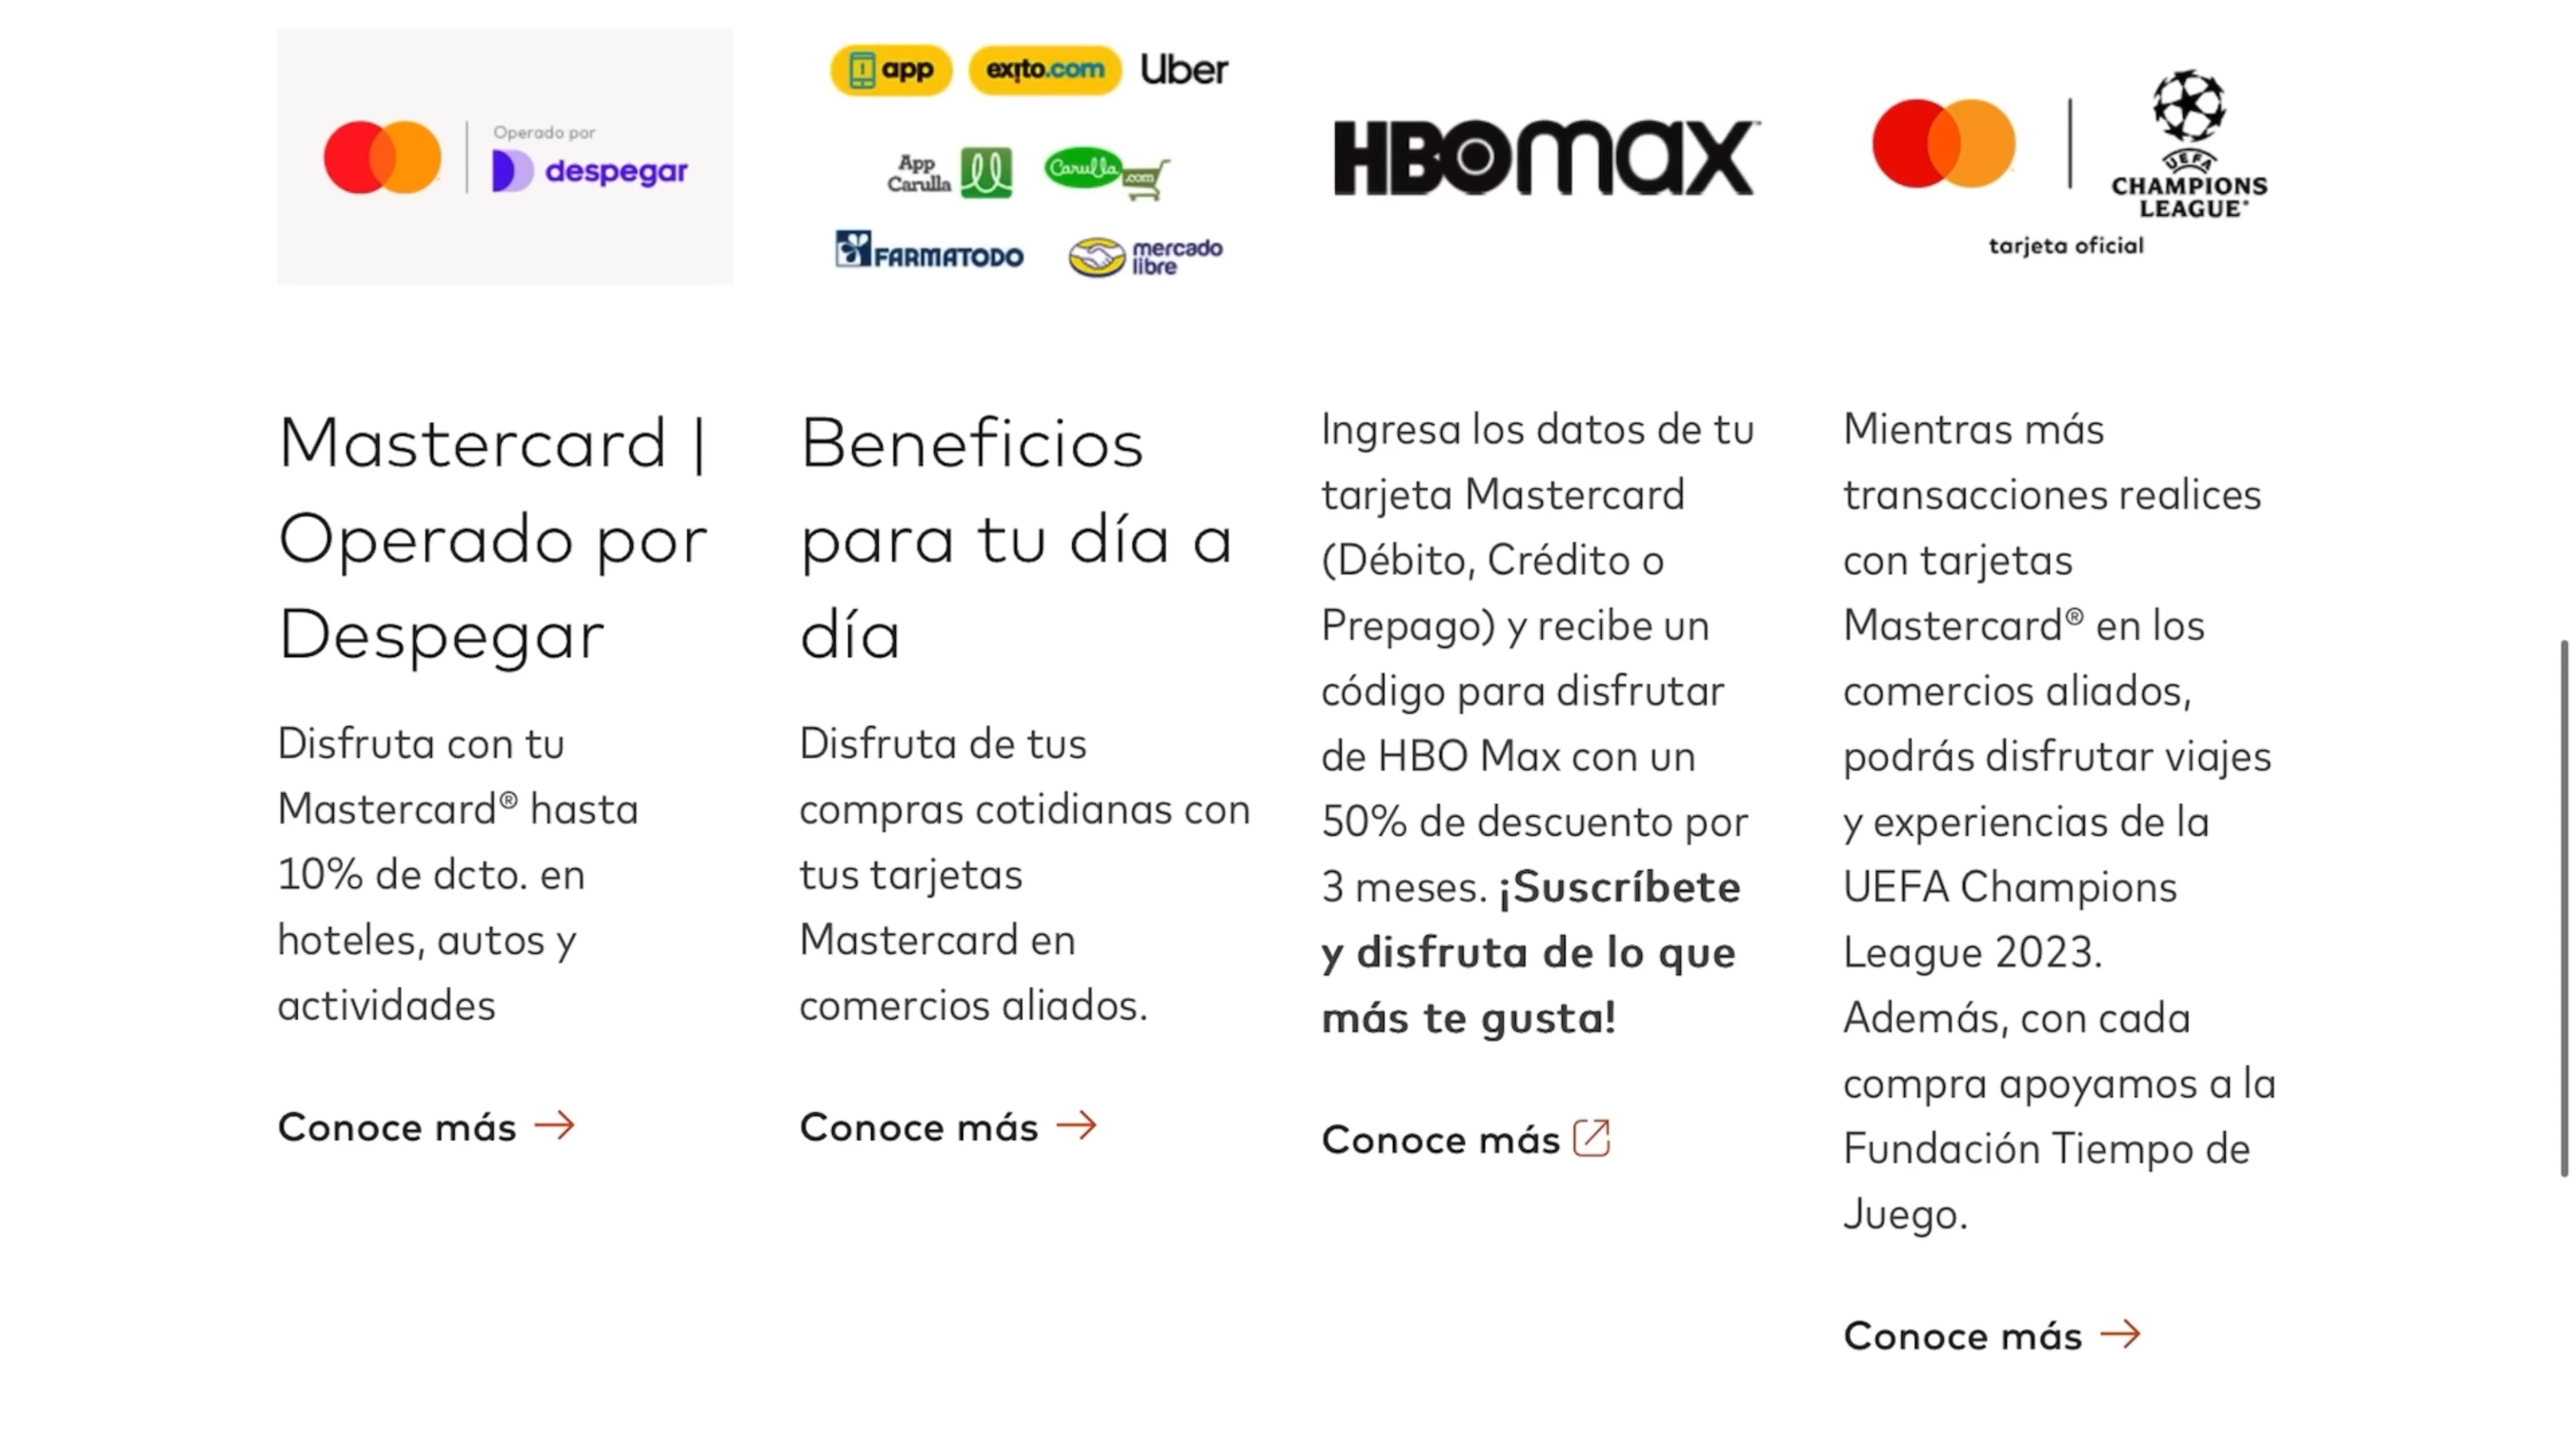 Operado por
despegar
app
exito.com
Uber
App
Carulla
Carulla
.com
FARMATODO
mercado
libre
HBOmax
UEFA
CHAMPIONS
LEAGUE
tarjeta oficial
Mastercard |
Operado por
Despegar
Disfruta con tu
Mastercard® hasta
10% de dcto. en
hoteles, autos y
actividades
Conoce más
Beneficios
para tu día a
día
Disfruta de tus
compras cotidianas con
tus tarjetas
Mastercard en
comercios aliados.
Conoce más
Ingresa los datos de tu
tarjeta Mastercard
(Débito, Crédito o
Prepago) y recibe un
código para disfrutar
de HBO Max con un
50% de descuento por
3 meses. ¡Suscríbete
y disfruta de lo que
más te gusta!
Conoce más
Mientras más
transacciones realices
con tarjetas
Mastercard® en los
comercios aliados,
podrás disfrutar viajes
y experiencias de la
UEFA Champions
League 2023.
Además, con cada
compra apoyamos a la
Fundación Tiempo de
Juego.
Conoce más